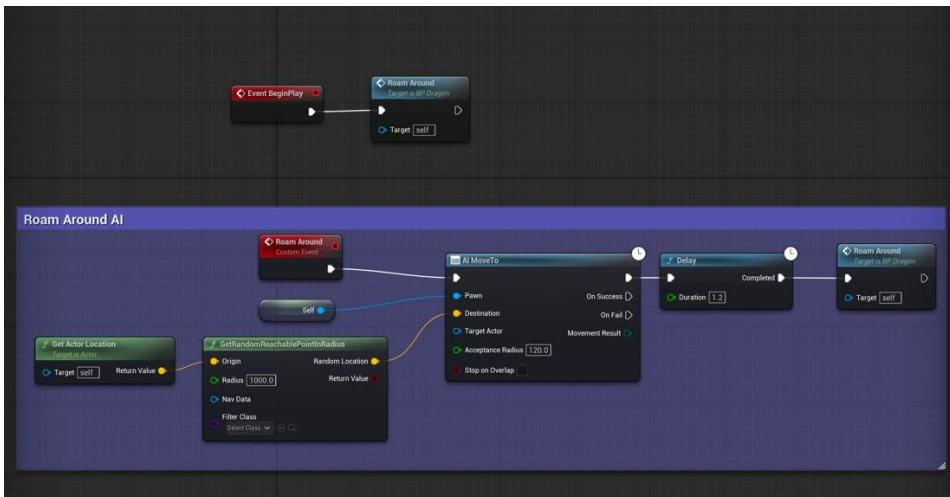 Event BeginPlay
Roam Around
Target is BP Dragon
Target self
Roam Around AI
Roam Around
Custom Event
Self
Get Actor Location
Target is Actor
Target self
Return Value
GetRandomReachablePointInRadius
Origin
Random Location
Radius 1000.0
Return Value
Nav Data
Filter Class
Select Class
AI MoveTo
Pawn
On Success
Destination
On Fail
Target Actor
Movement Result
Acceptance Radius 120.0
Stop on Overlap
Delay
Completed
Duration 1.2
Roam Around
Target is BP Dragon
Target self